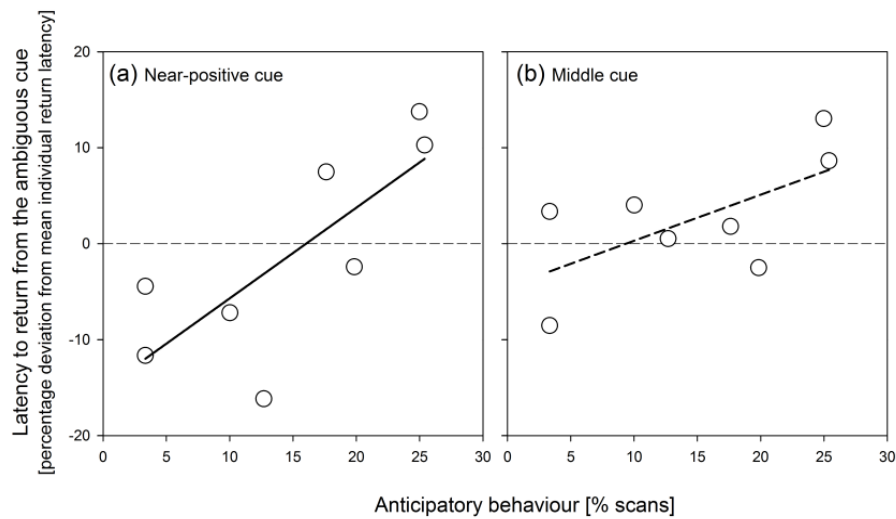 Latency to return from the ambiguous cue
[percentage deviation from mean individual return latency]
20
10
0
-10
-20
(a) Near-positive cue
0 5 10 15 20 25 30
(b) Middle cue
0 5 10 15 20 25 30
Anticipatory behaviour [% scans]